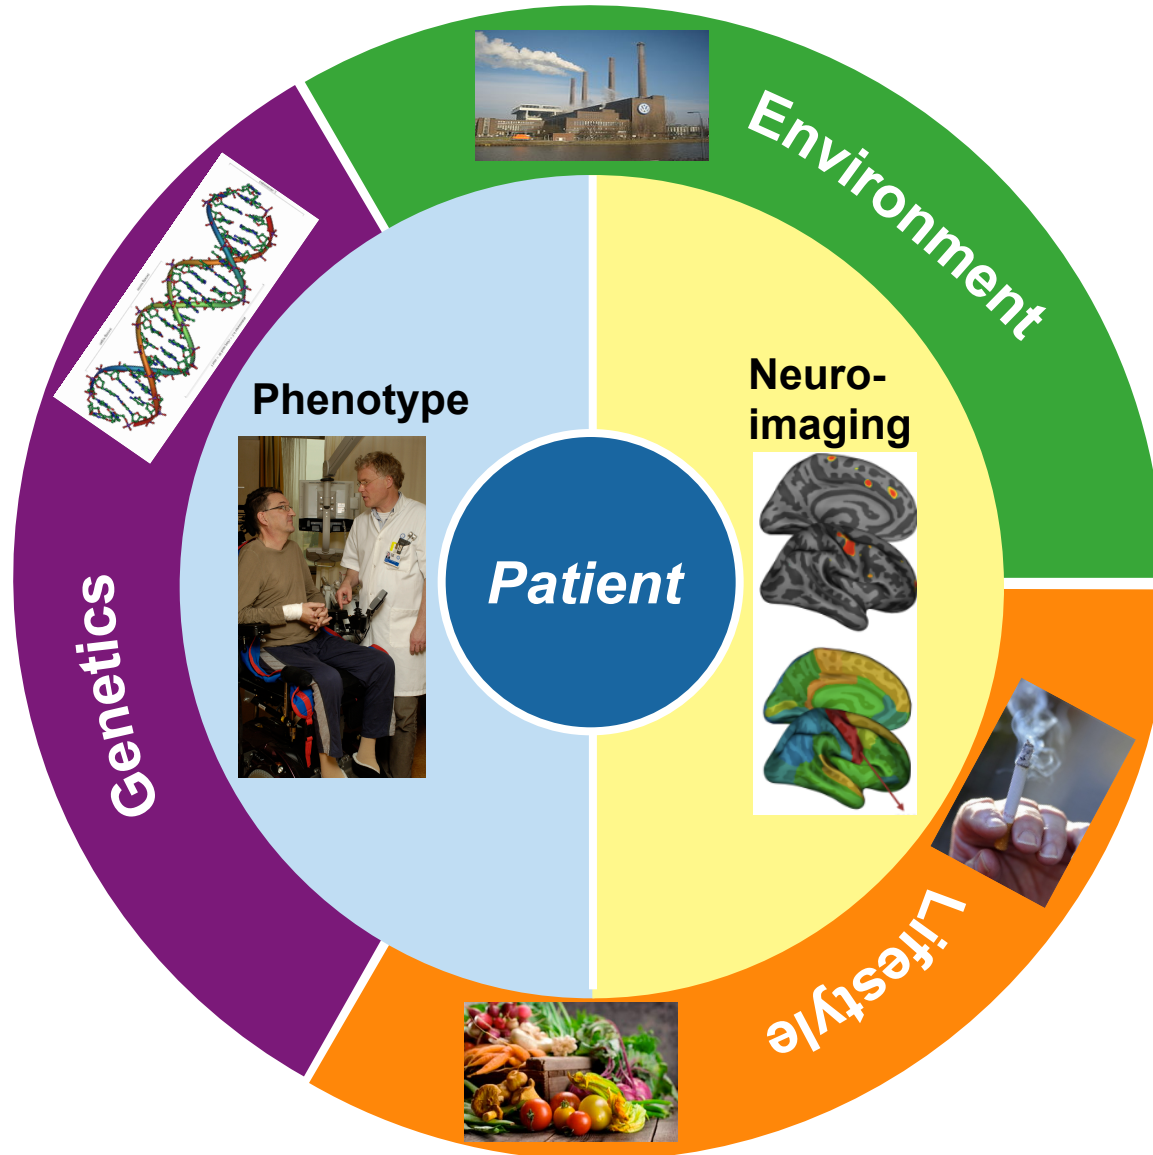 Environment
Genetics
Phenotype
Neuro-
imaging
Patient
Lifestyle